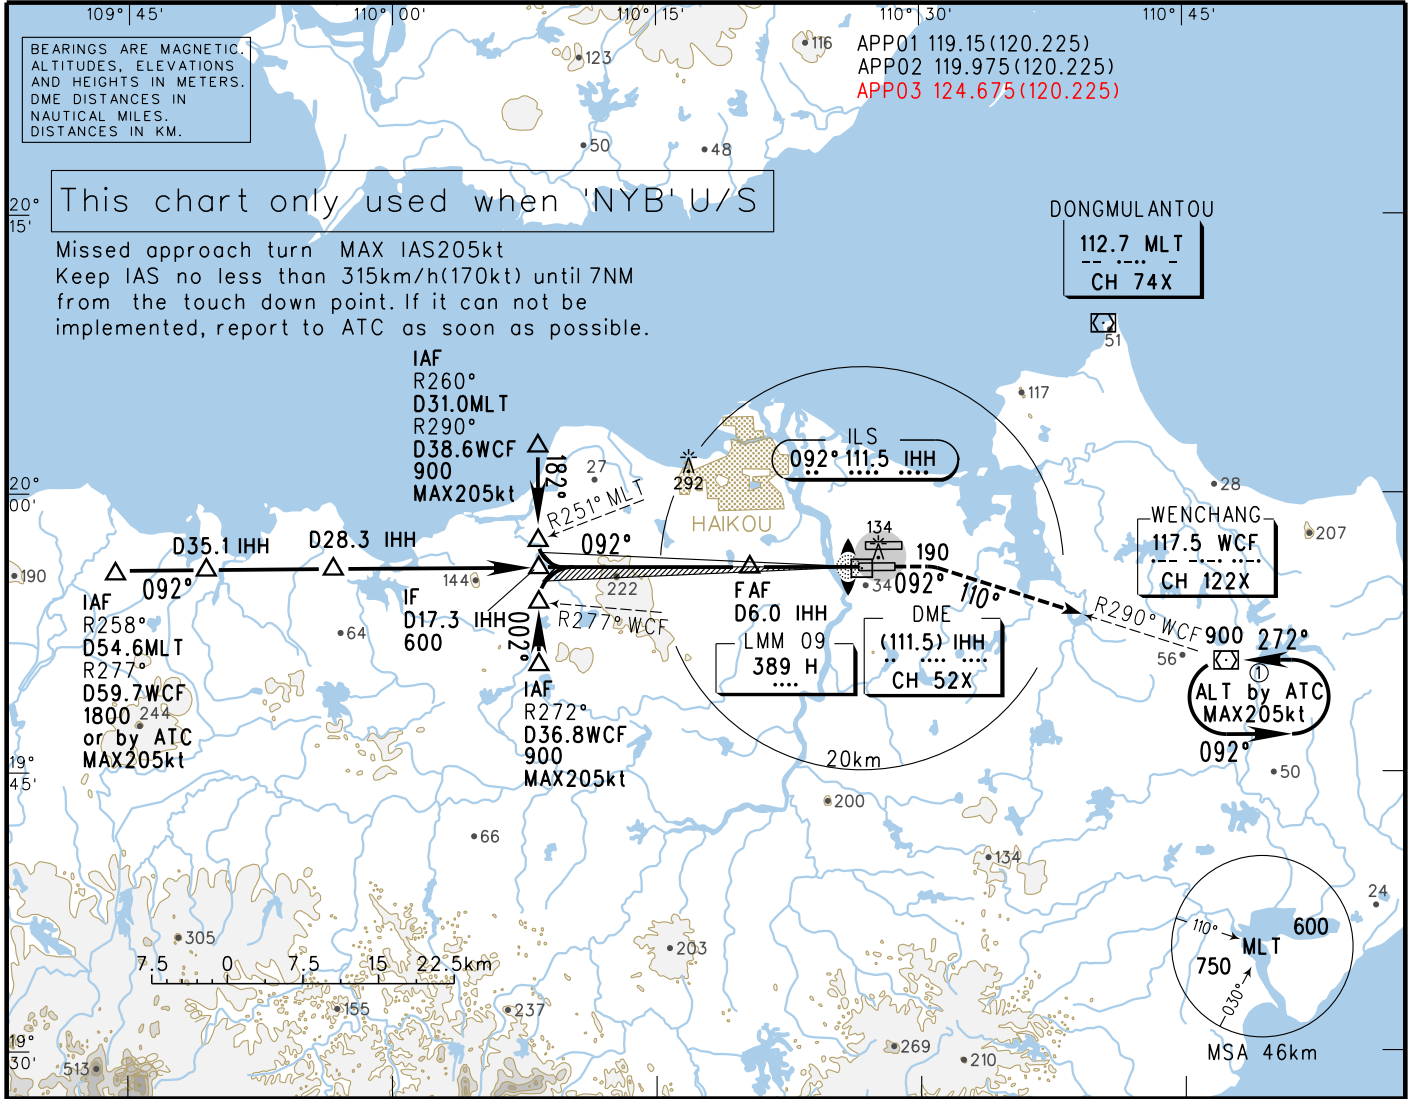 109° 45'
110° 00'
110° 15'
110° 30'
110° 45'
BEARINGS ARE MAGNETIC.
ALTITUDES, ELEVATIONS
AND HEIGHTS IN METERS.
DME DISTANCES IN
NAUTICAL MILES.
DISTANCES IN KM.
123
116
APP01 119.15(120.225)
APP02 119.975(120.225)
APP03 124.675(120.225)
50
48
This chart only used when 'NYB' U/S
20°
15'
Missed approach turn MAX IAS205kt
Keep IAS no less than 315km/h(170kt) until 7NM
from the touch down point. If it can not be
implemented, report to ATC as soon as possible.
DONGMULANTOU
112.7 MLT
CH 74X
51
117
IAF
R260°
D31.0MLT
R290°
D38.6WCF
900
MAX205kt
182°
27
R251° MLT
292
HAIKOU
ILS
092° 111.5 IHH
20°
00'
28
207
WENCHANG
117.5 WCF
CH 122X
190
D35.1 IHH
D28.3 IHH
092°
092°
144
222
134
190
092°
110°
34
IAF
R258°
D54.6MLT
R277°
D59.7WCF
1800
or by ATC
MAX205kt
244
64
IF
D17.3 IHH
600
002°
R277° WCF
FAF
D6.0 IHH
LMM 09
389 H
DME
(111.5) IHH
CH 52X
R290° WCF
56
900 272°
1
ALT by ATC
MAX205kt
092°
IAF
R272°
D36.8WCF
900
MAX205kt
20km
19°
45'
50
200
66
134
24
305
203
7.5 0 7.5 15 22.5km
155
237
110°
MLT
600
750
030°
MSA 46km
19°
30'
513
269
210